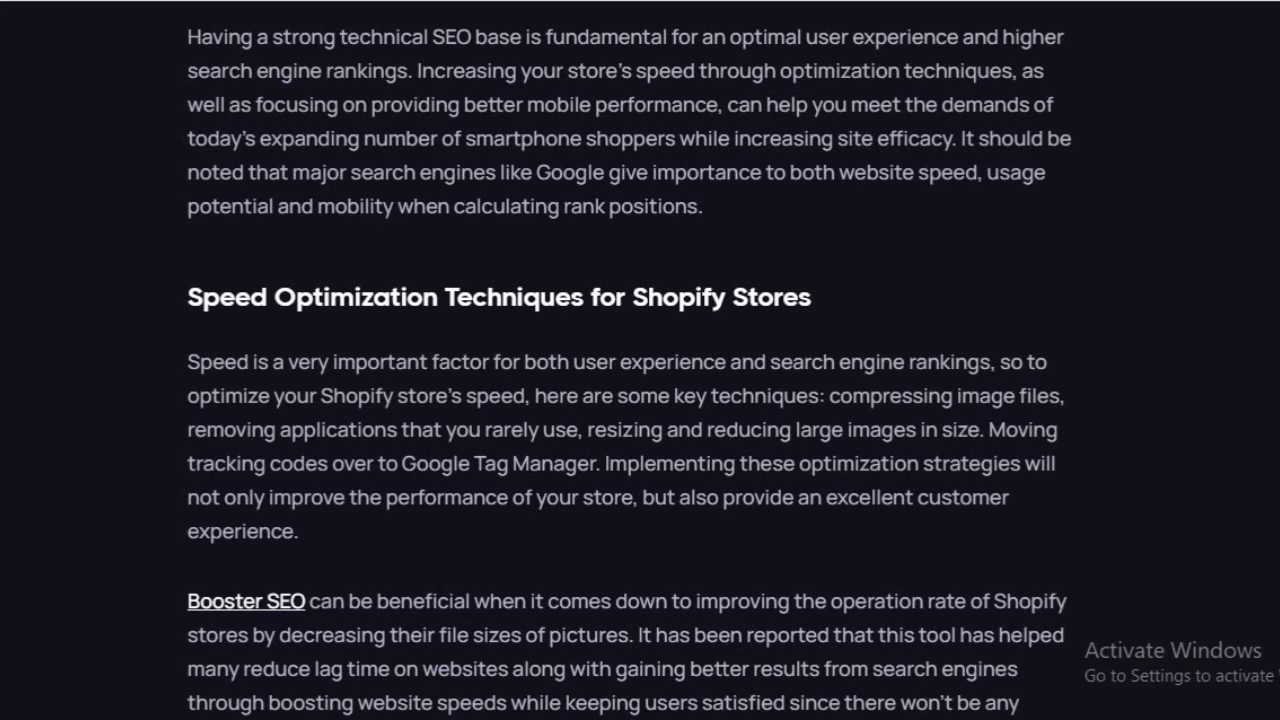 Having a strong technical SEO base is fundamental for an optimal user experience and higher
search engine rankings. Increasing your store's speed through optimization techniques, as
well as focusing on providing better mobile performance, can help you meet the demands of
today's expanding number of smartphone shoppers while increasing site efficacy. It should be
noted that major search engines like Google give importance to both website speed, usage
potential and mobility when calculating rank positions.
Speed Optimization Techniques for Shopify Stores
Speed is a very important factor for both user experience and search engine rankings, so to
optimize your Shopify store's speed, here are some key techniques: compressing image files,
removing applications that you rarely use, resizing and reducing large images in size. Moving
tracking codes over to Google Tag Manager. Implementing these optimization strategies will
not only improve the performance of your store, but also provide an excellent customer
experience.
Booster SEO can be beneficial when it comes down to improving the operation rate of Shopify
stores by decreasing their file sizes of pictures. It has been reported that this tool has helped
many reduce lag time on websites along with gaining better results from search engines
through boosting website speeds while keeping users satisfied since there won't be any
Activate Windows
Go to Settings to activate